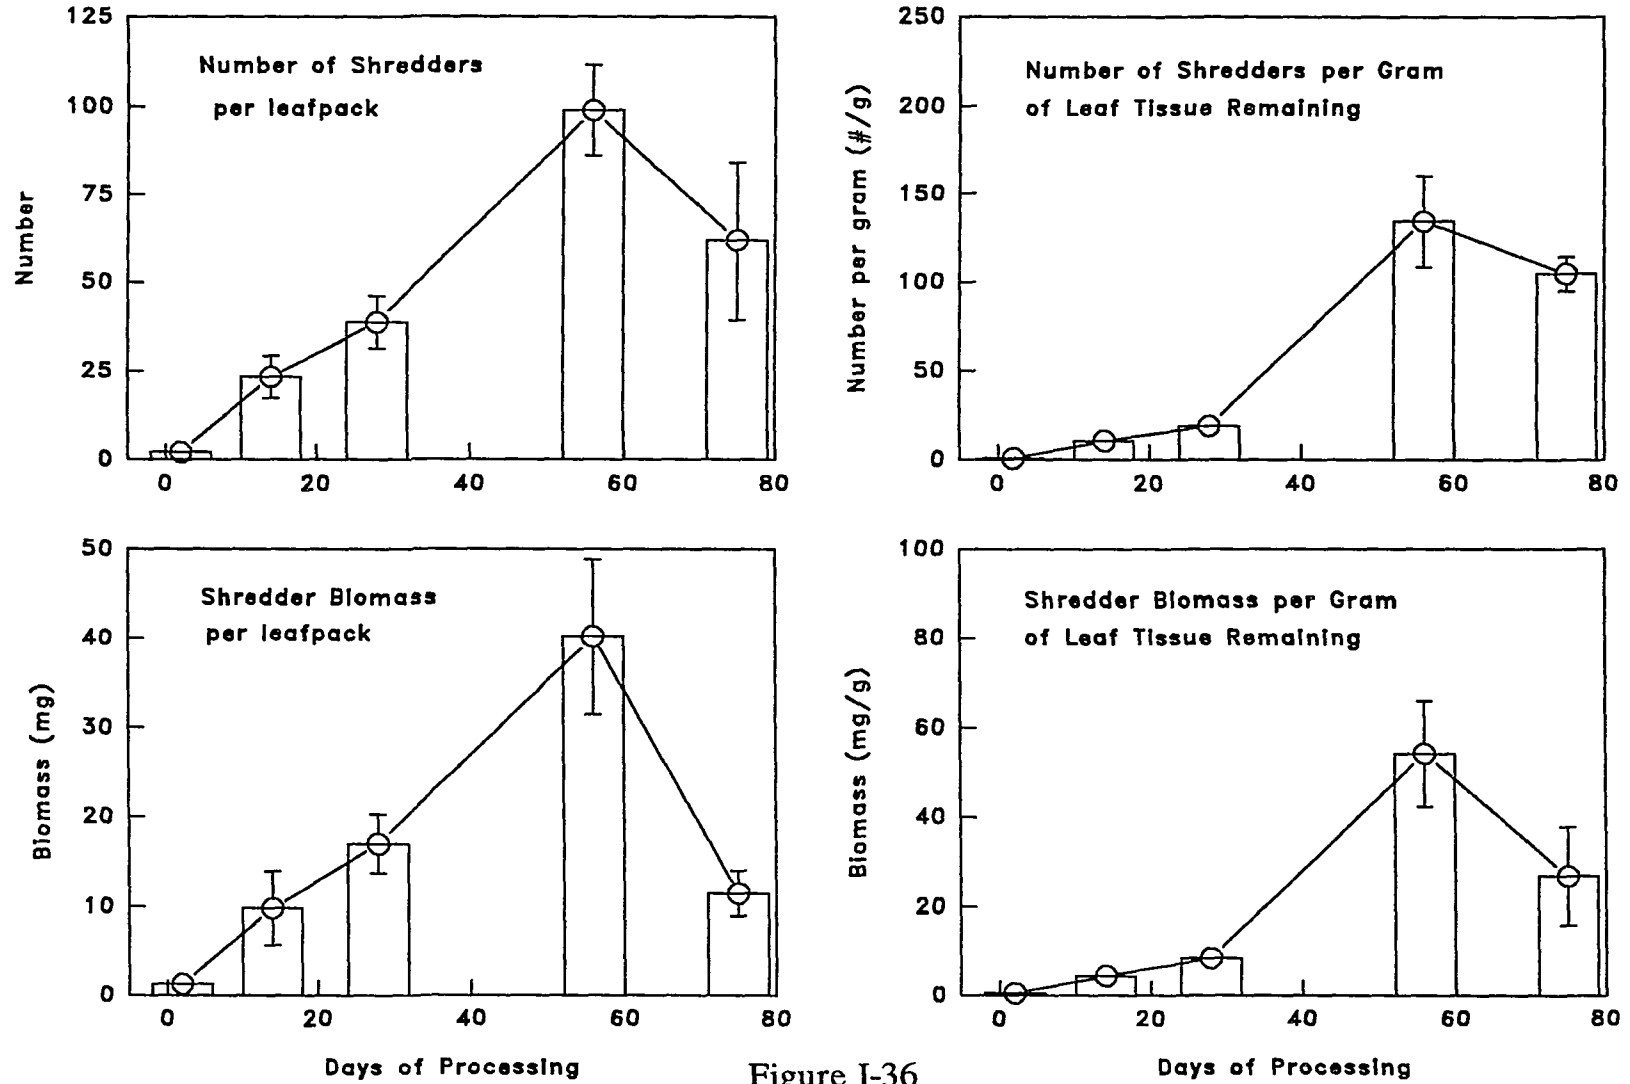 Number of Shredders
per leafpack
Number
125
100
75
50
25
0
0 20 40 60 80
Number of Shredders per Gram
of Leaf Tissue Remaining
Number per gram (#/g)
250
200
150
100
50
0
0 20 40 60 80
Shredder Biomass
per leafpack
Biomass (mg)
50
40
30
20
10
0
0 20 40 60 80
Days of Processing
Shredder Biomass per Gram
of Leaf Tissue Remaining
Biomass (mg/g)
100
80
60
40
20
0
0 20 40 60 80
Days of Processing
Figure I-36